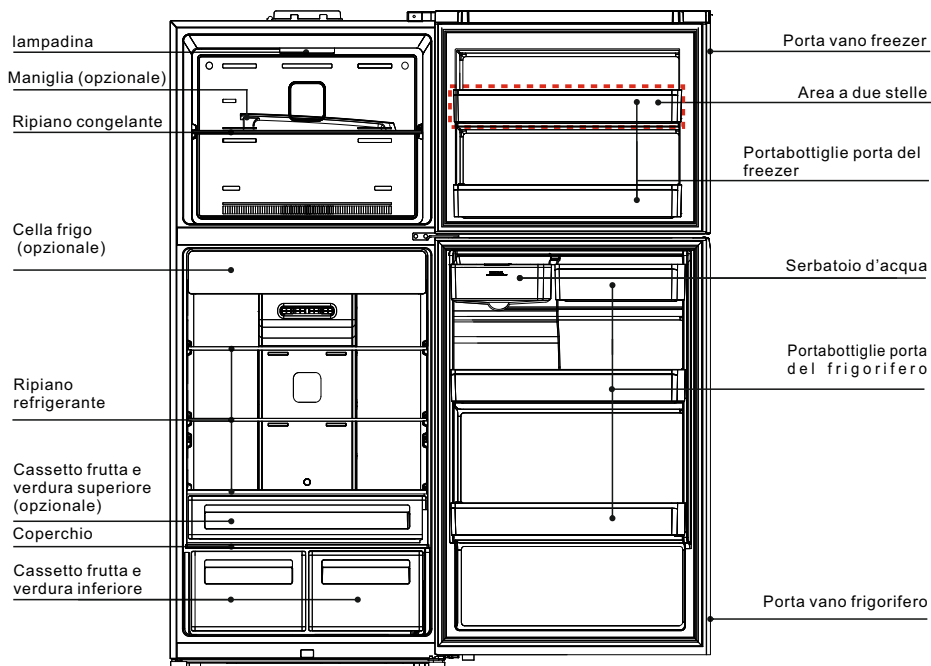 lampadina
Maniglia (opzionale)
Ripiano congelante
Cella frigo
(opzionale)
Ripiano
refrigerante
Cassetto frutta e
verdura superiore
(opzionale)
Coperchio
Cassetto frutta e
verdura inferiore
Porta vano freezer
Area a due stelle
Portabottiglie porta del
freezer
Serbatoio d'acqua
Portabottiglie porta
del frigorifero
Porta vano frigorifero